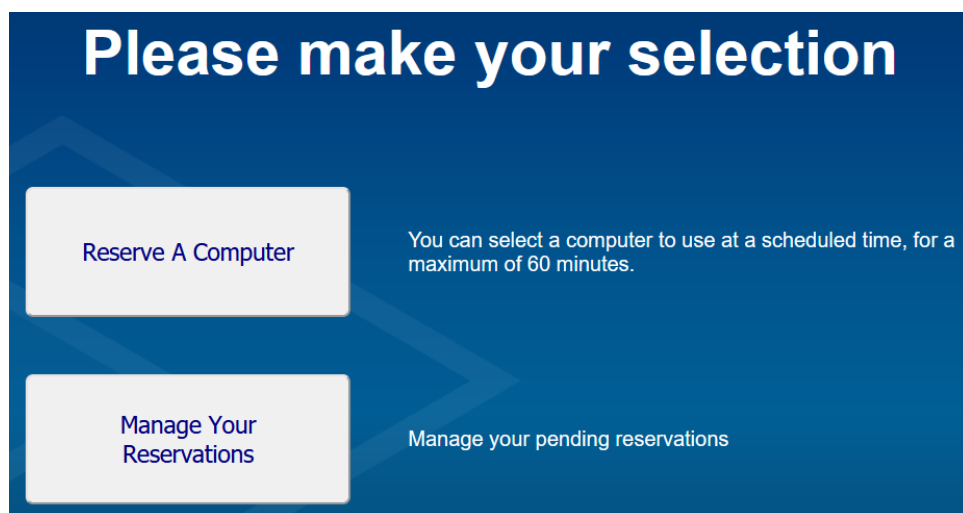 Please make your selection
Reserve A Computer
You can select a computer to use at a scheduled time, for a
maximum of 60 minutes.
Manage Your
Reservations
Manage your pending reservations